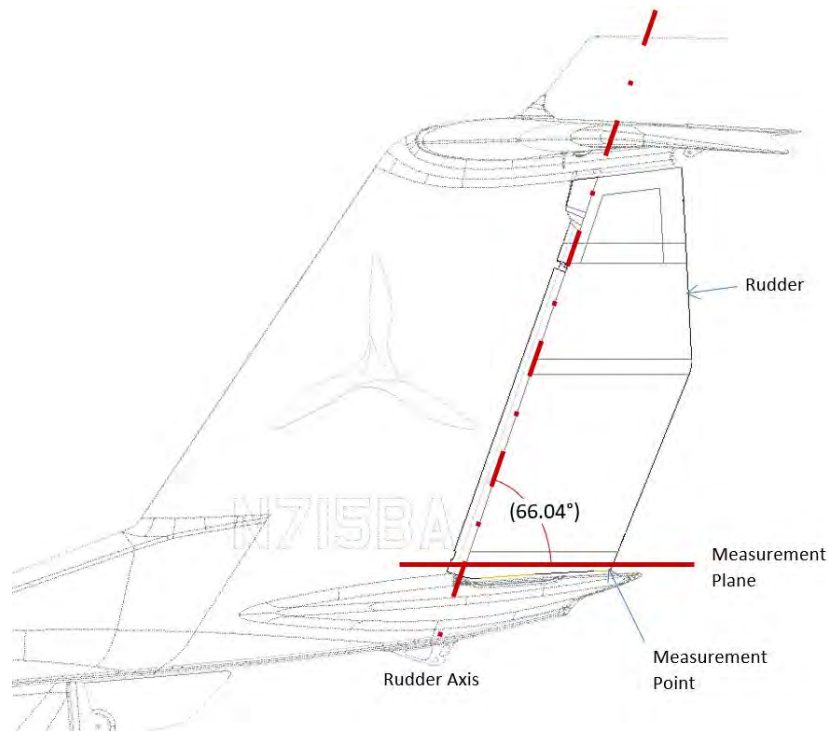 Rudder
N715BA
(66.04°)
Measurement
Plane
Measurement
Point
Rudder Axis